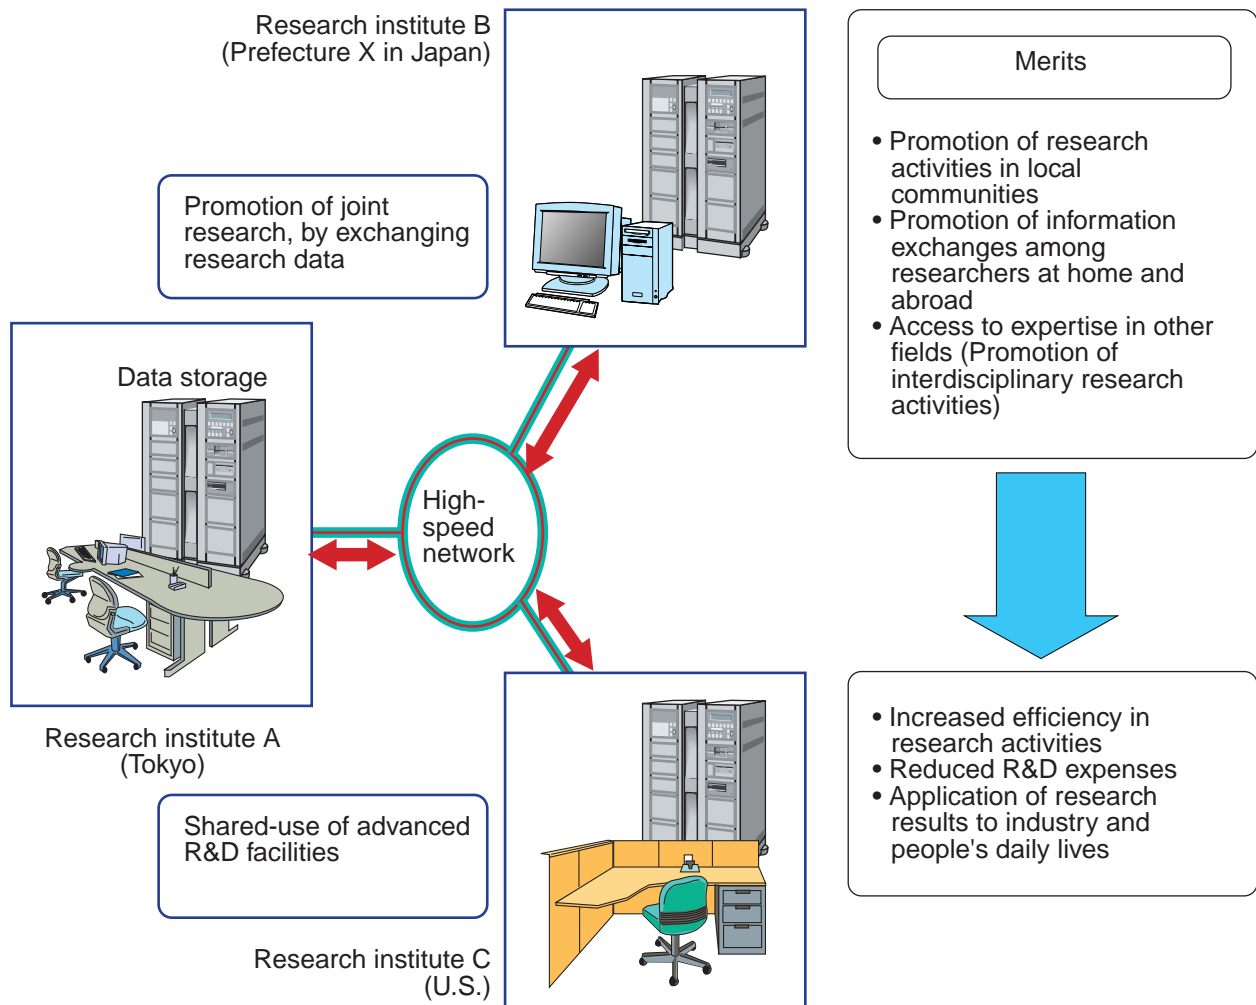 Research institute B
(Prefecture X in Japan)
Promotion of joint
research, by exchanging
research data
Data storage
High-
speed
network
Research institute A
(Tokyo)
Shared-use of advanced
R&D facilities
Research institute C
(U.S.)
Merits
• Promotion of research
activities in local
communities
• Promotion of information
exchanges among
researchers at home and
abroad
• Access to expertise in other
fields (Promotion of
interdisciplinary research
activities)
• Increased efficiency in
research activities
• Reduced R&D expenses
• Application of research
results to industry and
people's daily lives